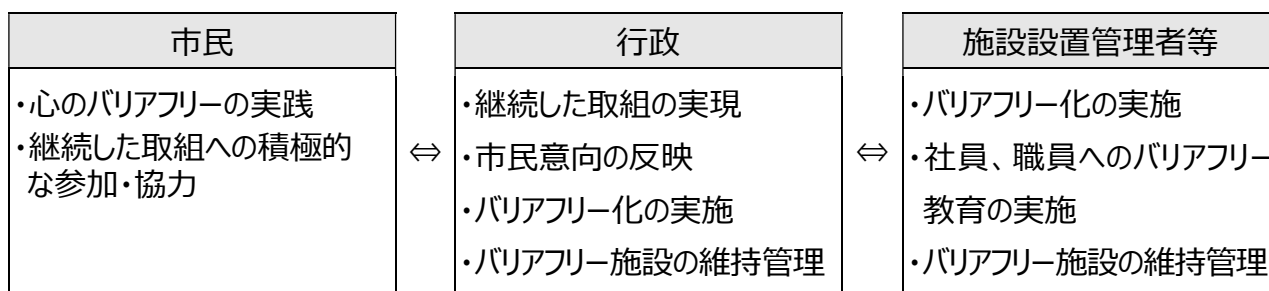 市民
・心のバリアフリーの実践
・継続した取組への積極的
な参加・協力
⇔
行政
・継続した取組の実現
・市民意向の反映
・バリアフリー化の実施
・バリアフリー施設の維持管理
⇔
施設設置管理者等
・バリアフリー化の実施
・社員、職員へのバリアフリー
教育の実施
・バリアフリー施設の維持管理